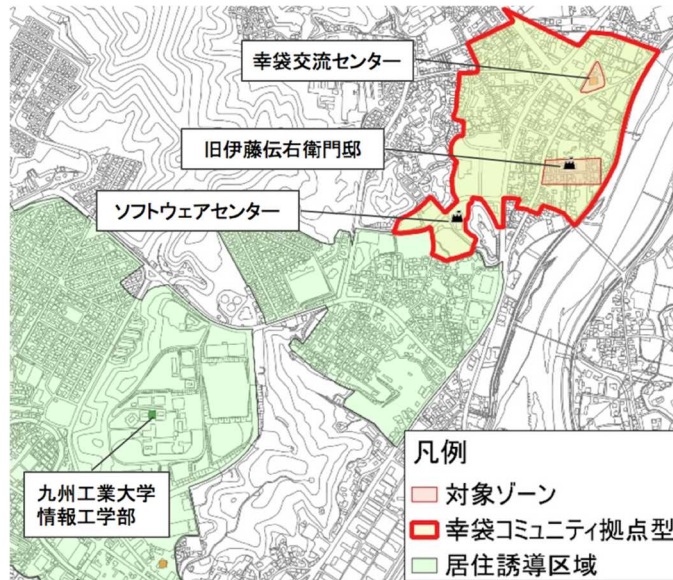 幸袋交流センター
旧伊藤伝右衛門邸
ソフトウェアセンター
九州工業大学
情報工学部
凡例
対象ゾーン
幸袋コミュニティ拠点型
居住誘導区域